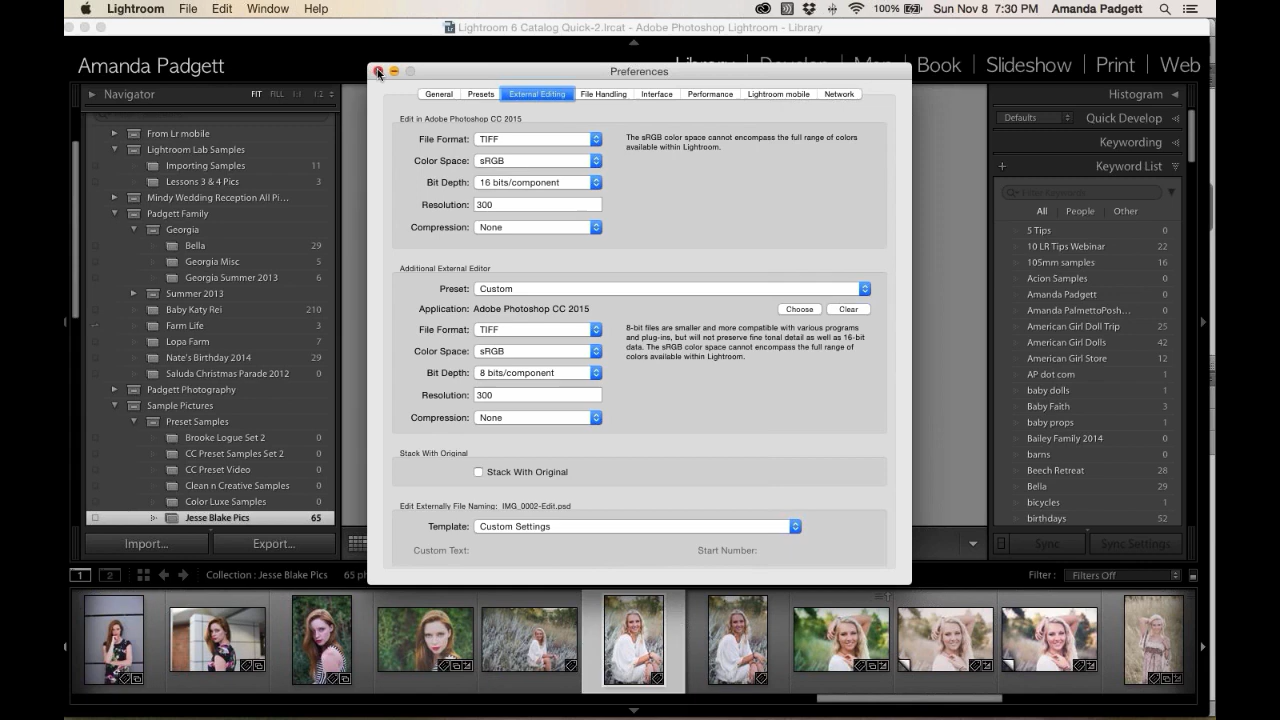 Lightroom File Edit Window Help 100% Sun Nov 8 7:30 PM Amanda Padgett
Lightroom 6 Catalog Quick-2.lrcat - Adobe Photoshop Lightroom - Library
Amanda Padgett
Book Slideshow Print Web
Preferences
Navigator FIT FILL 1:1 1:2
General Presets External Editing File Handling Interface Performance Lightroom mobile Network
Histogram
Defaults Quick Develop
Keywording
Keyword List
All People Other
From Lr mobile
Lightroom Lab Samples
Importing Samples 11
Lessons 3 & 4 Pics 3
Mindy Wedding Reception All Pi...
Padgett Family
Georgia
Bella 29
Georgia Misc 5
Georgia Summer 2013 6
Summer 2013
Baby Katy Rei 210
Farm Life 3
Lopa Farm 7
Nate's Birthday 2014 29
Saluda Christmas Parade 2012 0
Padgett Photography
Sample Pictures
Preset Samples
Brooke Logue Set 2 0
CC Preset Samples Set 2 0
CC Preset Video 0
Clean n Creative Samples 0
Color Luxe Samples 0
Jesse Blake Pics 65
Import... Export...
Edit in Adobe Photoshop CC 2015
File Format: TIFF
Color Space: sRGB
Bit Depth: 16 bits/component
Resolution: 300
Compression: None
The sRGB color space cannot encompass the full range of colors
available within Lightroom.
Additional External Editor
Preset: Custom
Application: Adobe Photoshop CC 2015 Choose Clear
File Format: TIFF
Color Space: sRGB
Bit Depth: 8 bits/component
Resolution: 300
Compression: None
8-bit files are smaller and more compatible with various programs
and plug-ins, but will not preserve fine tonal detail as well as 16-bit
data. The sRGB color space cannot encompass the full range of
colors available within Lightroom.
Stack With Original
Stack With Original
Edit Externally File Naming: IMG_0002-Edit.psd
Template: Custom Settings
Custom Text: Start Number:
5 Tips 0
10 LR Tips Webinar 22
105mm samples 16
Acion Samples 0
Amanda Padgett 0
Amanda PalmettoPosh... 0
American Girl Doll Trip 25
American Girl Dolls 42
American Girl Store 12
AP dot com 1
baby dolls 1
Baby Faith 3
baby props 1
Bailey Family 2014 0
barns 0
Beech Retreat 28
Bella 29
bicycles 1
birthdays 52
Sync Sync Settings
1 2 Collection : Jesse Blake Pics 65 ph
Filter : Filters Off